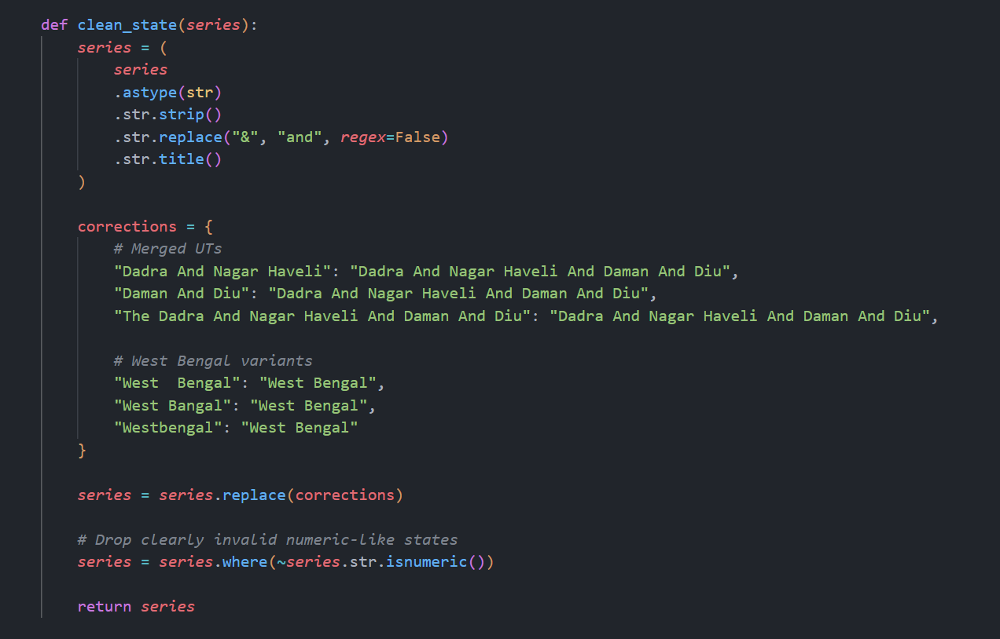 def clean_state(series):
    series = (
        series
        .astype(str)
        .str.strip()
        .str.replace("&", "and", regex=False)
        .str.title()
    )

    corrections = {
        # Merged UTs
        "Dadra And Nagar Haveli": "Dadra And Nagar Haveli And Daman And Diu",
        "Daman And Diu": "Dadra And Nagar Haveli And Daman And Diu",
        "The Dadra And Nagar Haveli And Daman And Diu": "Dadra And Nagar Haveli And Daman And Diu",

        # West Bengal variants
        "West  Bengal": "West Bengal",
        "West Bangal": "West Bengal",
        "Westbengal": "West Bengal"
    }

    series = series.replace(corrections)

    # Drop clearly invalid numeric-like states
    series = series.where(~series.str.isnumeric())

    return series